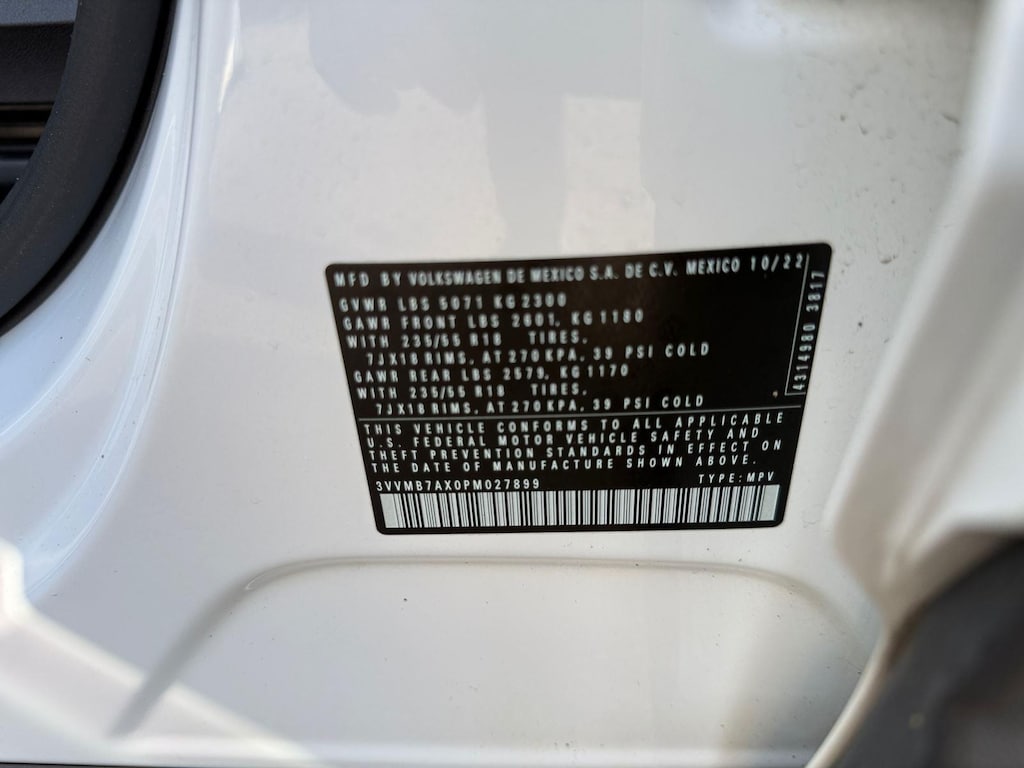 MFD BY VOLKSWAGEN DE MEXICO S.A. DE C.V. MEXICO 10/22
GVWR LBS 5071 KG 2300
GAWR FRONT LBS 2601, KG 1180
WITH 235/55 R18 TIRES,
7JX18 RIMS, AT 270 KPA, 39 PSI COLD
GAWR REAR LBS 2579, KG 1170
WITH 235/55 R18 TIRES,
7JX18 RIMS, AT 270 KPA, 39 PSI COLD
THIS VEHICLE CONFORMS TO ALL APPLICABLE
U.S. FEDERAL MOTOR VEHICLE SAFETY AND
THEFT PREVENTION STANDARDS IN EFFECT ON
THE DATE OF MANUFACTURE SHOWN ABOVE.
3VVMB7AX0PM027899 TYPE: MPV
4314980 3817